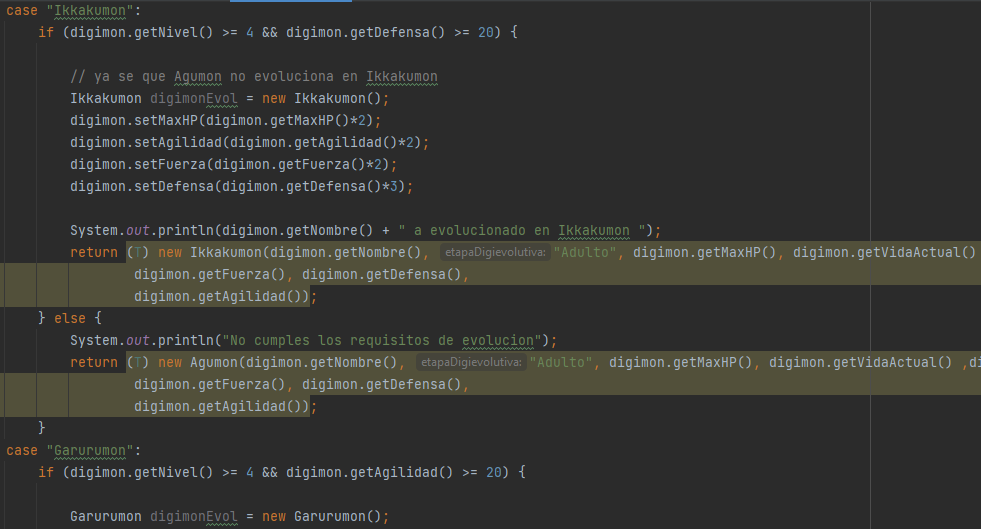 case "Ikkakumon":
if (digimon.getNivel() >= 4 && digimon.getDefensa() >= 20) {
// ya se que Agumon no evoluciona en Ikkakumon
Ikkakumon digimonEvol = new Ikkakumon();
digimon.setMaxHP(digimon.getMaxHP()*2);
digimon.setAgilidad(digimon.getAgilidad()*2);
digimon.setFuerza(digimon.getFuerza()*2);
digimon.setDefensa(digimon.getDefensa()*3);
System.out.println(digimon.getNombre() + " a evolucionado en Ikkakumon ");
return (T) new Ikkakumon(digimon.getNombre(), etapaDigievolutiva: "Adulto", digimon.getMaxHP(), digimon.getVidaActual()
digimon.getFuerza(), digimon.getDefensa(),
digimon.getAgilidad());
} else {
System.out.println("No cumples los requisitos de evolucion");
return (T) new Agumon(digimon.getNombre(), etapaDigievolutiva: "Adulto", digimon.getMaxHP(), digimon.getVidaActual() ,di
digimon.getFuerza(), digimon.getDefensa(),
digimon.getAgilidad());
}
case "Garurumon":
if (digimon.getNivel() >= 4 && digimon.getAgilidad() >= 20) {
Garurumon digimonEvol = new Garurumon();